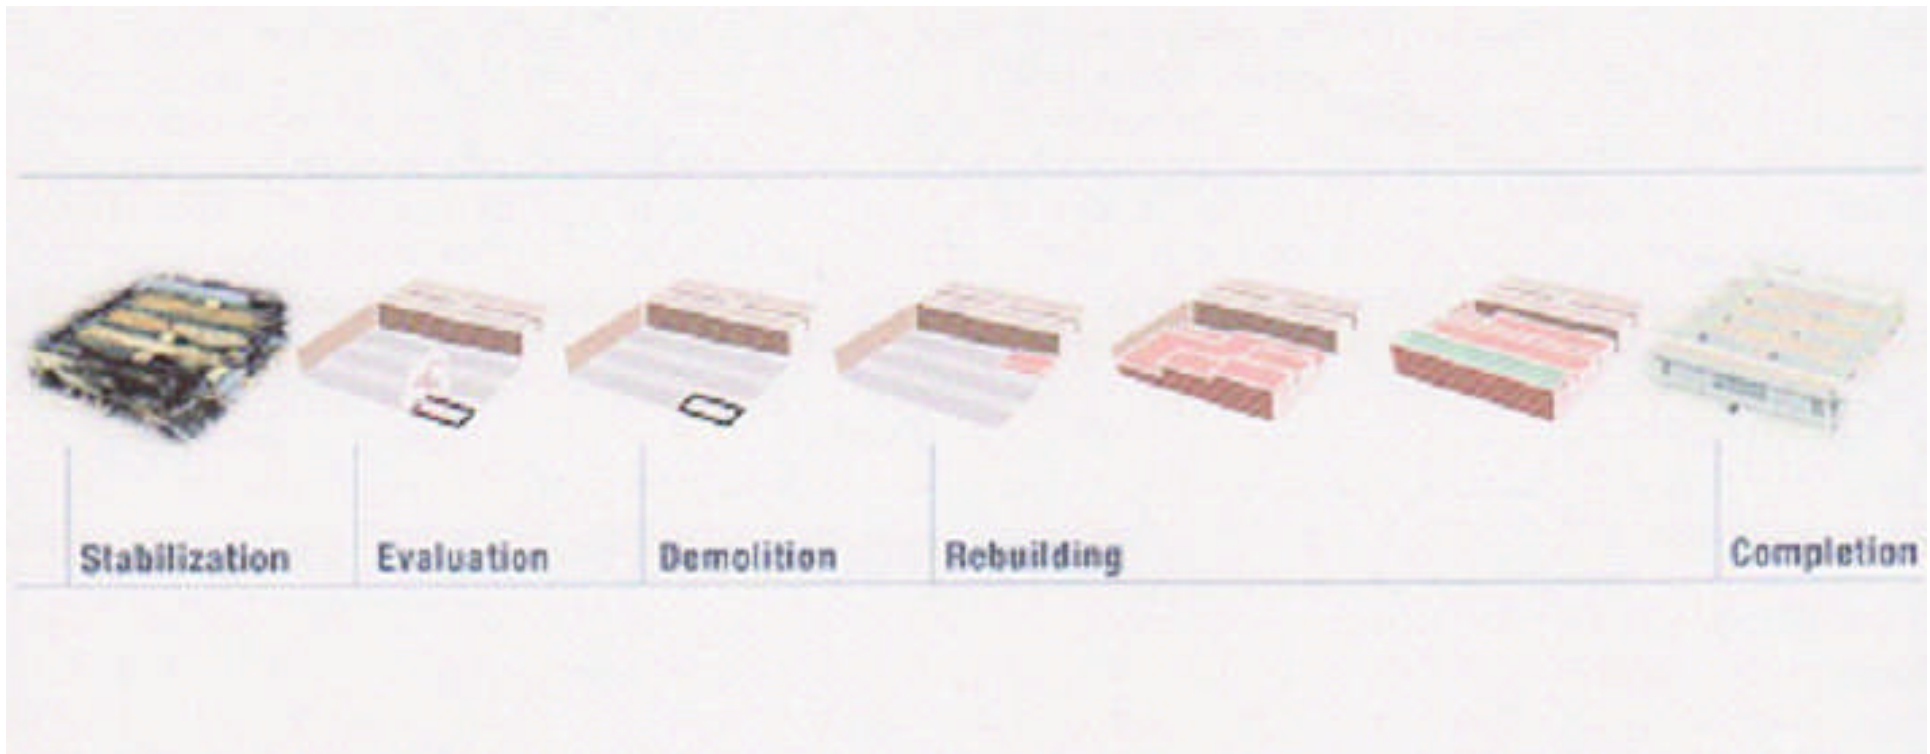 Stabilization
Evaluation
Demolition
Rebuilding
Completion